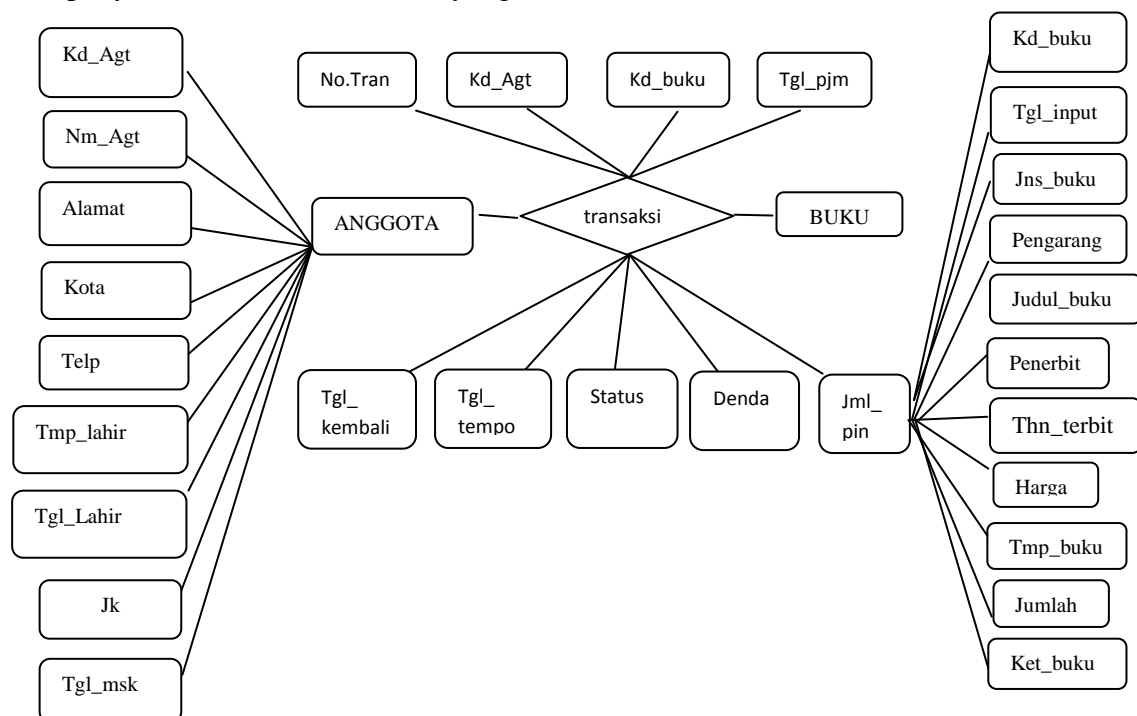 Kd_Agt
Nm_Agt
Alamat
Kota
Telp
Tmp_lahir
Tgl_Lahir
Jk
Tgl_msk
No.Tran
Kd_Agt
Kd_buku
Tgl_pjm
ANGGOTA
transaksi
BUKU
Tgl_
kembali
Tgl_
tempo
Status
Denda
Jml_
pin
Kd_buku
Tgl_input
Jns_buku
Pengarang
Judul_buku
Penerbit
Thn_terbit
Harga
Tmp_buku
Jumlah
Ket_buku